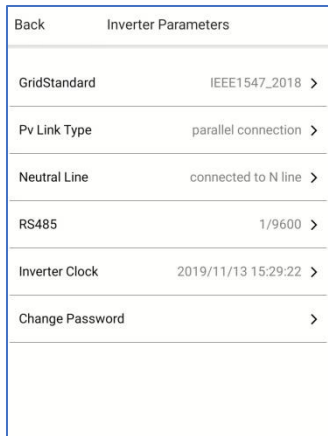 Back Inverter Parameters
GridStandard IEEE1547_2018 >
Pv Link Type parallel connection >
Neutral Line connected to N line >
RS485 1/9600 >
Inverter Clock 2019/11/13 15:29:22 >
Change Password >